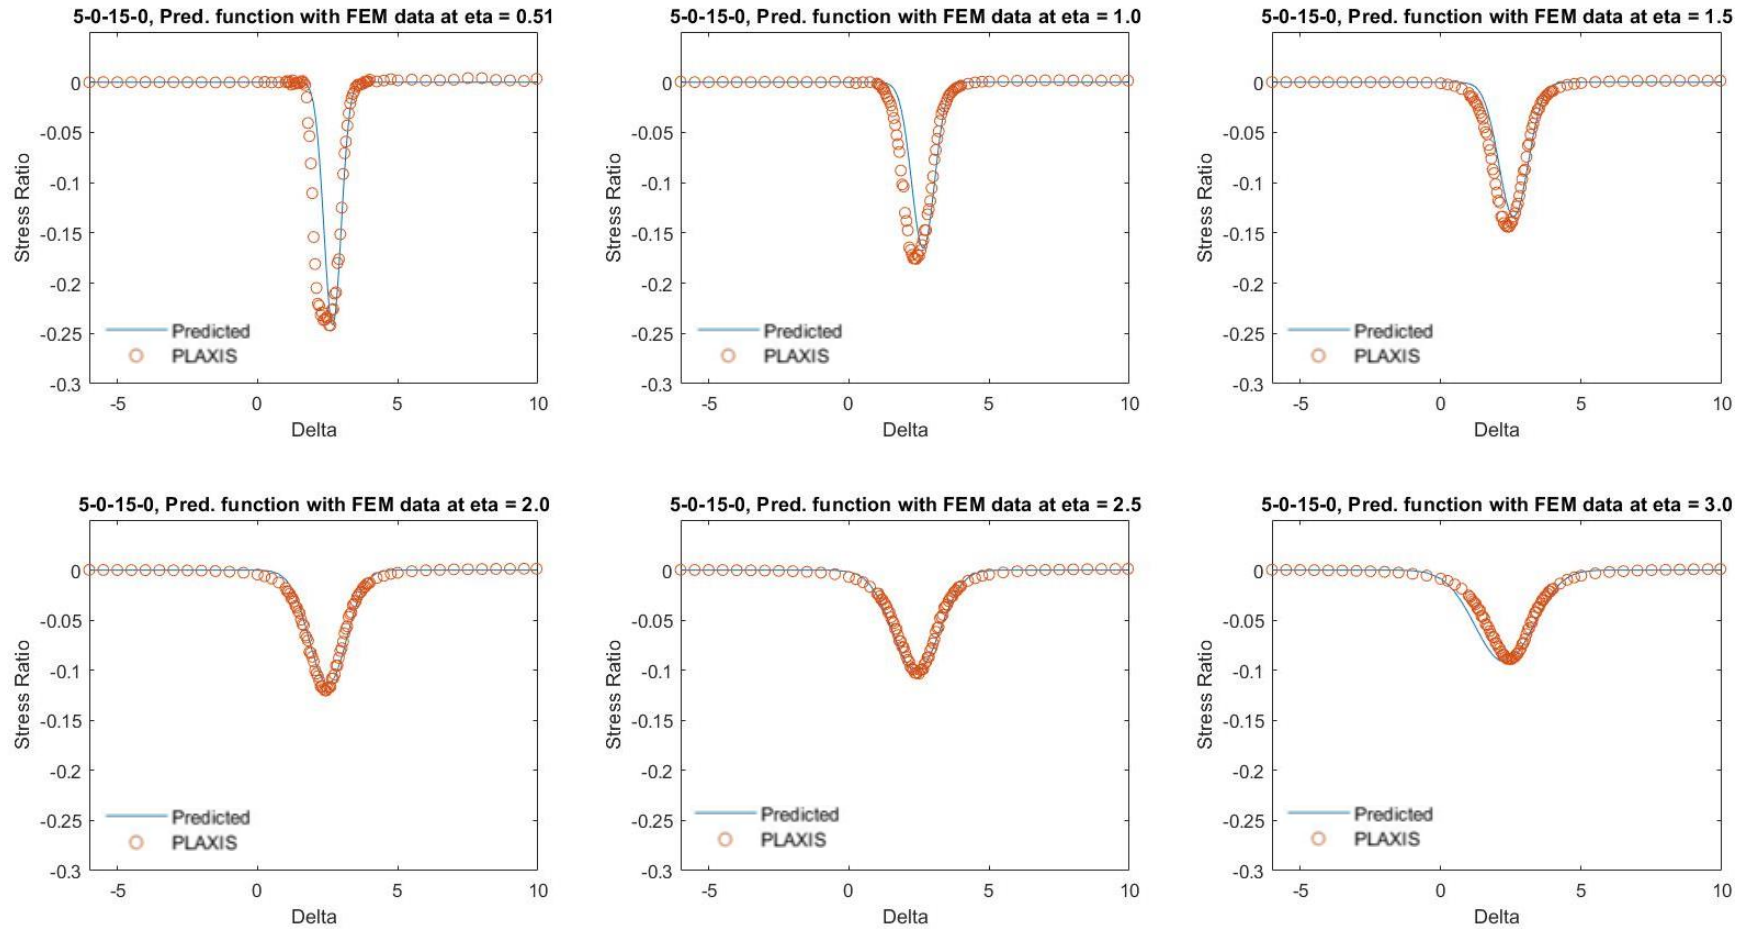 5-0-15-0, Pred. function with FEM data at eta = 0.51
0
-0.05
-0.1
-0.15
-0.2
-0.25
-0.3
Stress Ratio
Predicted
PLAXIS
-5
0
5
10
Delta
5-0-15-0, Pred. function with FEM data at eta = 1.0
0
-0.05
-0.1
-0.15
-0.2
-0.25
-0.3
Stress Ratio
Predicted
PLAXIS
-5
0
5
10
Delta
5-0-15-0, Pred. function with FEM data at eta = 1.5
0
-0.05
-0.1
-0.15
-0.2
-0.25
-0.3
Stress Ratio
Predicted
PLAXIS
-5
0
5
10
Delta
5-0-15-0, Pred. function with FEM data at eta = 2.0
0
-0.05
-0.1
-0.15
-0.2
-0.25
-0.3
Stress Ratio
Predicted
PLAXIS
-5
0
5
10
Delta
5-0-15-0, Pred. function with FEM data at eta = 2.5
0
-0.05
-0.1
-0.15
-0.2
-0.25
-0.3
Stress Ratio
Predicted
PLAXIS
-5
0
5
10
Delta
5-0-15-0, Pred. function with FEM data at eta = 3.0
0
-0.05
-0.1
-0.15
-0.2
-0.25
-0.3
Stress Ratio
Predicted
PLAXIS
-5
0
5
10
Delta